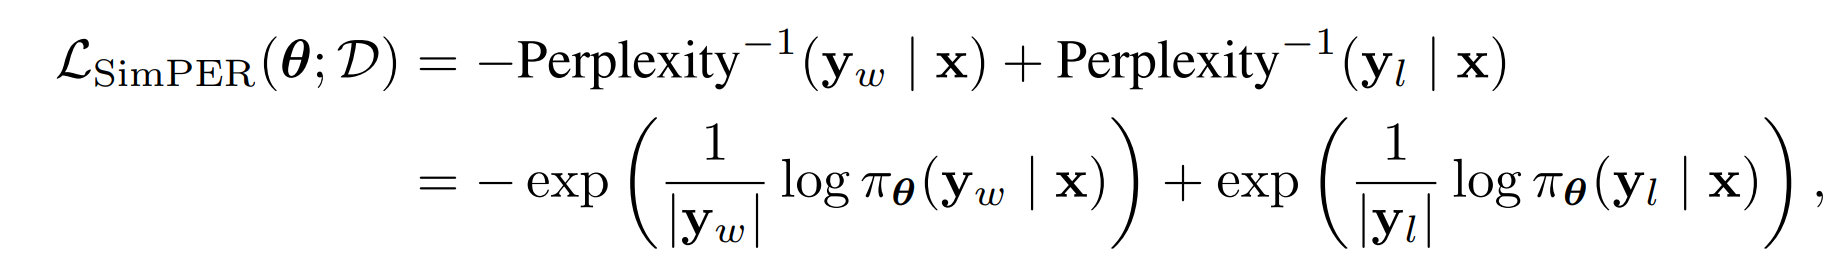 ℒ_SimPER(𝜽; 𝒟) = −Perplexity⁻¹(𝐲_w | 𝐱) + Perplexity⁻¹(𝐲_l | 𝐱)
= − exp ( 1/|𝐲_w| log π_𝜽(𝐲_w | 𝐱) ) + exp ( 1/|𝐲_l| log π_𝜽(𝐲_l | 𝐱) ) ,